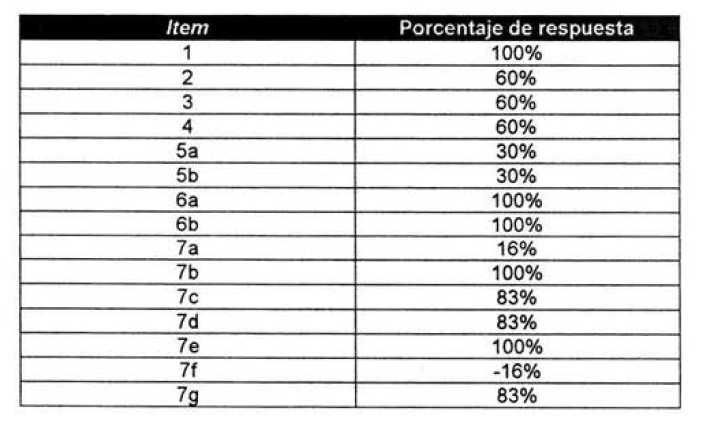 Item Porcentaje de respuesta
1 100%
2 60%
3 60%
4 60%
5a 30%
5b 30%
6a 100%
6b 100%
7a 16%
7b 100%
7c 83%
7d 83%
7e 100%
7f -16%
7g 83%